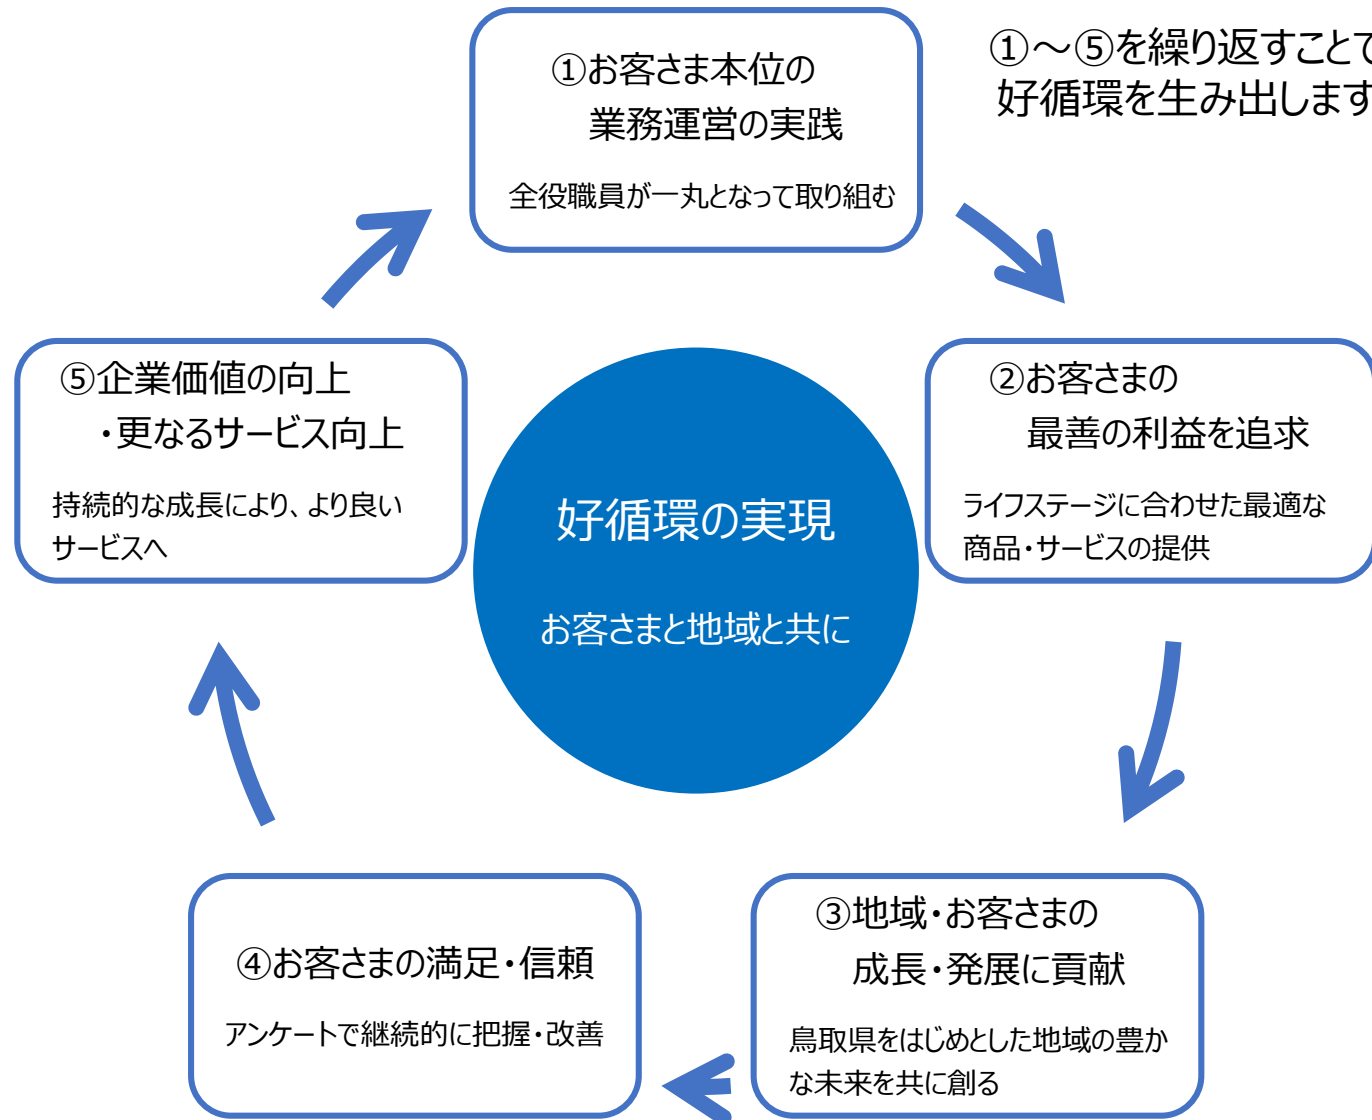 ①お客さま本位の
業務運営の実践
全役職員が一丸となって取り組む
①～⑤を繰り返すことで
好循環を生み出します
②お客さまの
最善の利益を追求
ライフステージに合わせた最適な
商品・サービスの提供
③地域・お客さまの
成長・発展に貢献
鳥取県をはじめとした地域の豊か
な未来を共に創る
④お客さまの満足・信頼
アンケートで継続的に把握・改善
⑤企業価値の向上
・更なるサービス向上
持続的な成長により、より良い
サービスへ
好循環の実現
お客さまと地域と共に